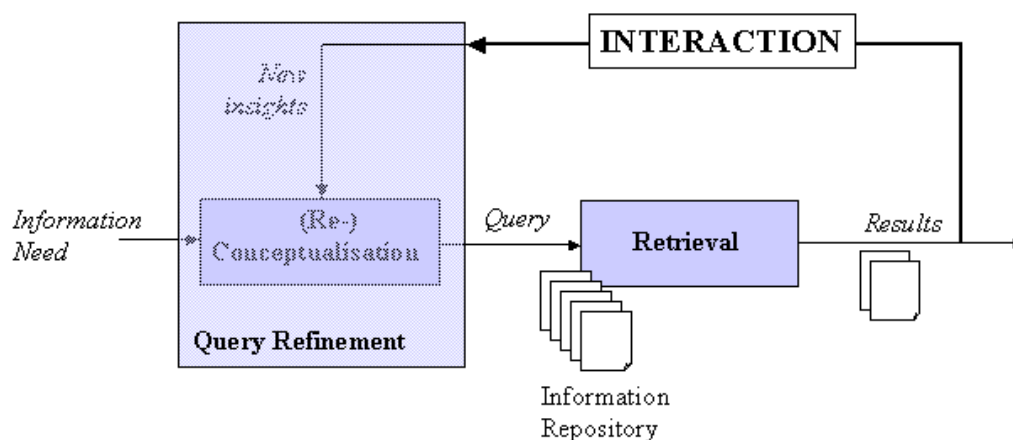 INTERACTION
New
insights
Information
Need
(Re-)
Conceptualisation
Query
Retrieval
Results
Query Refinement
Information
Repository